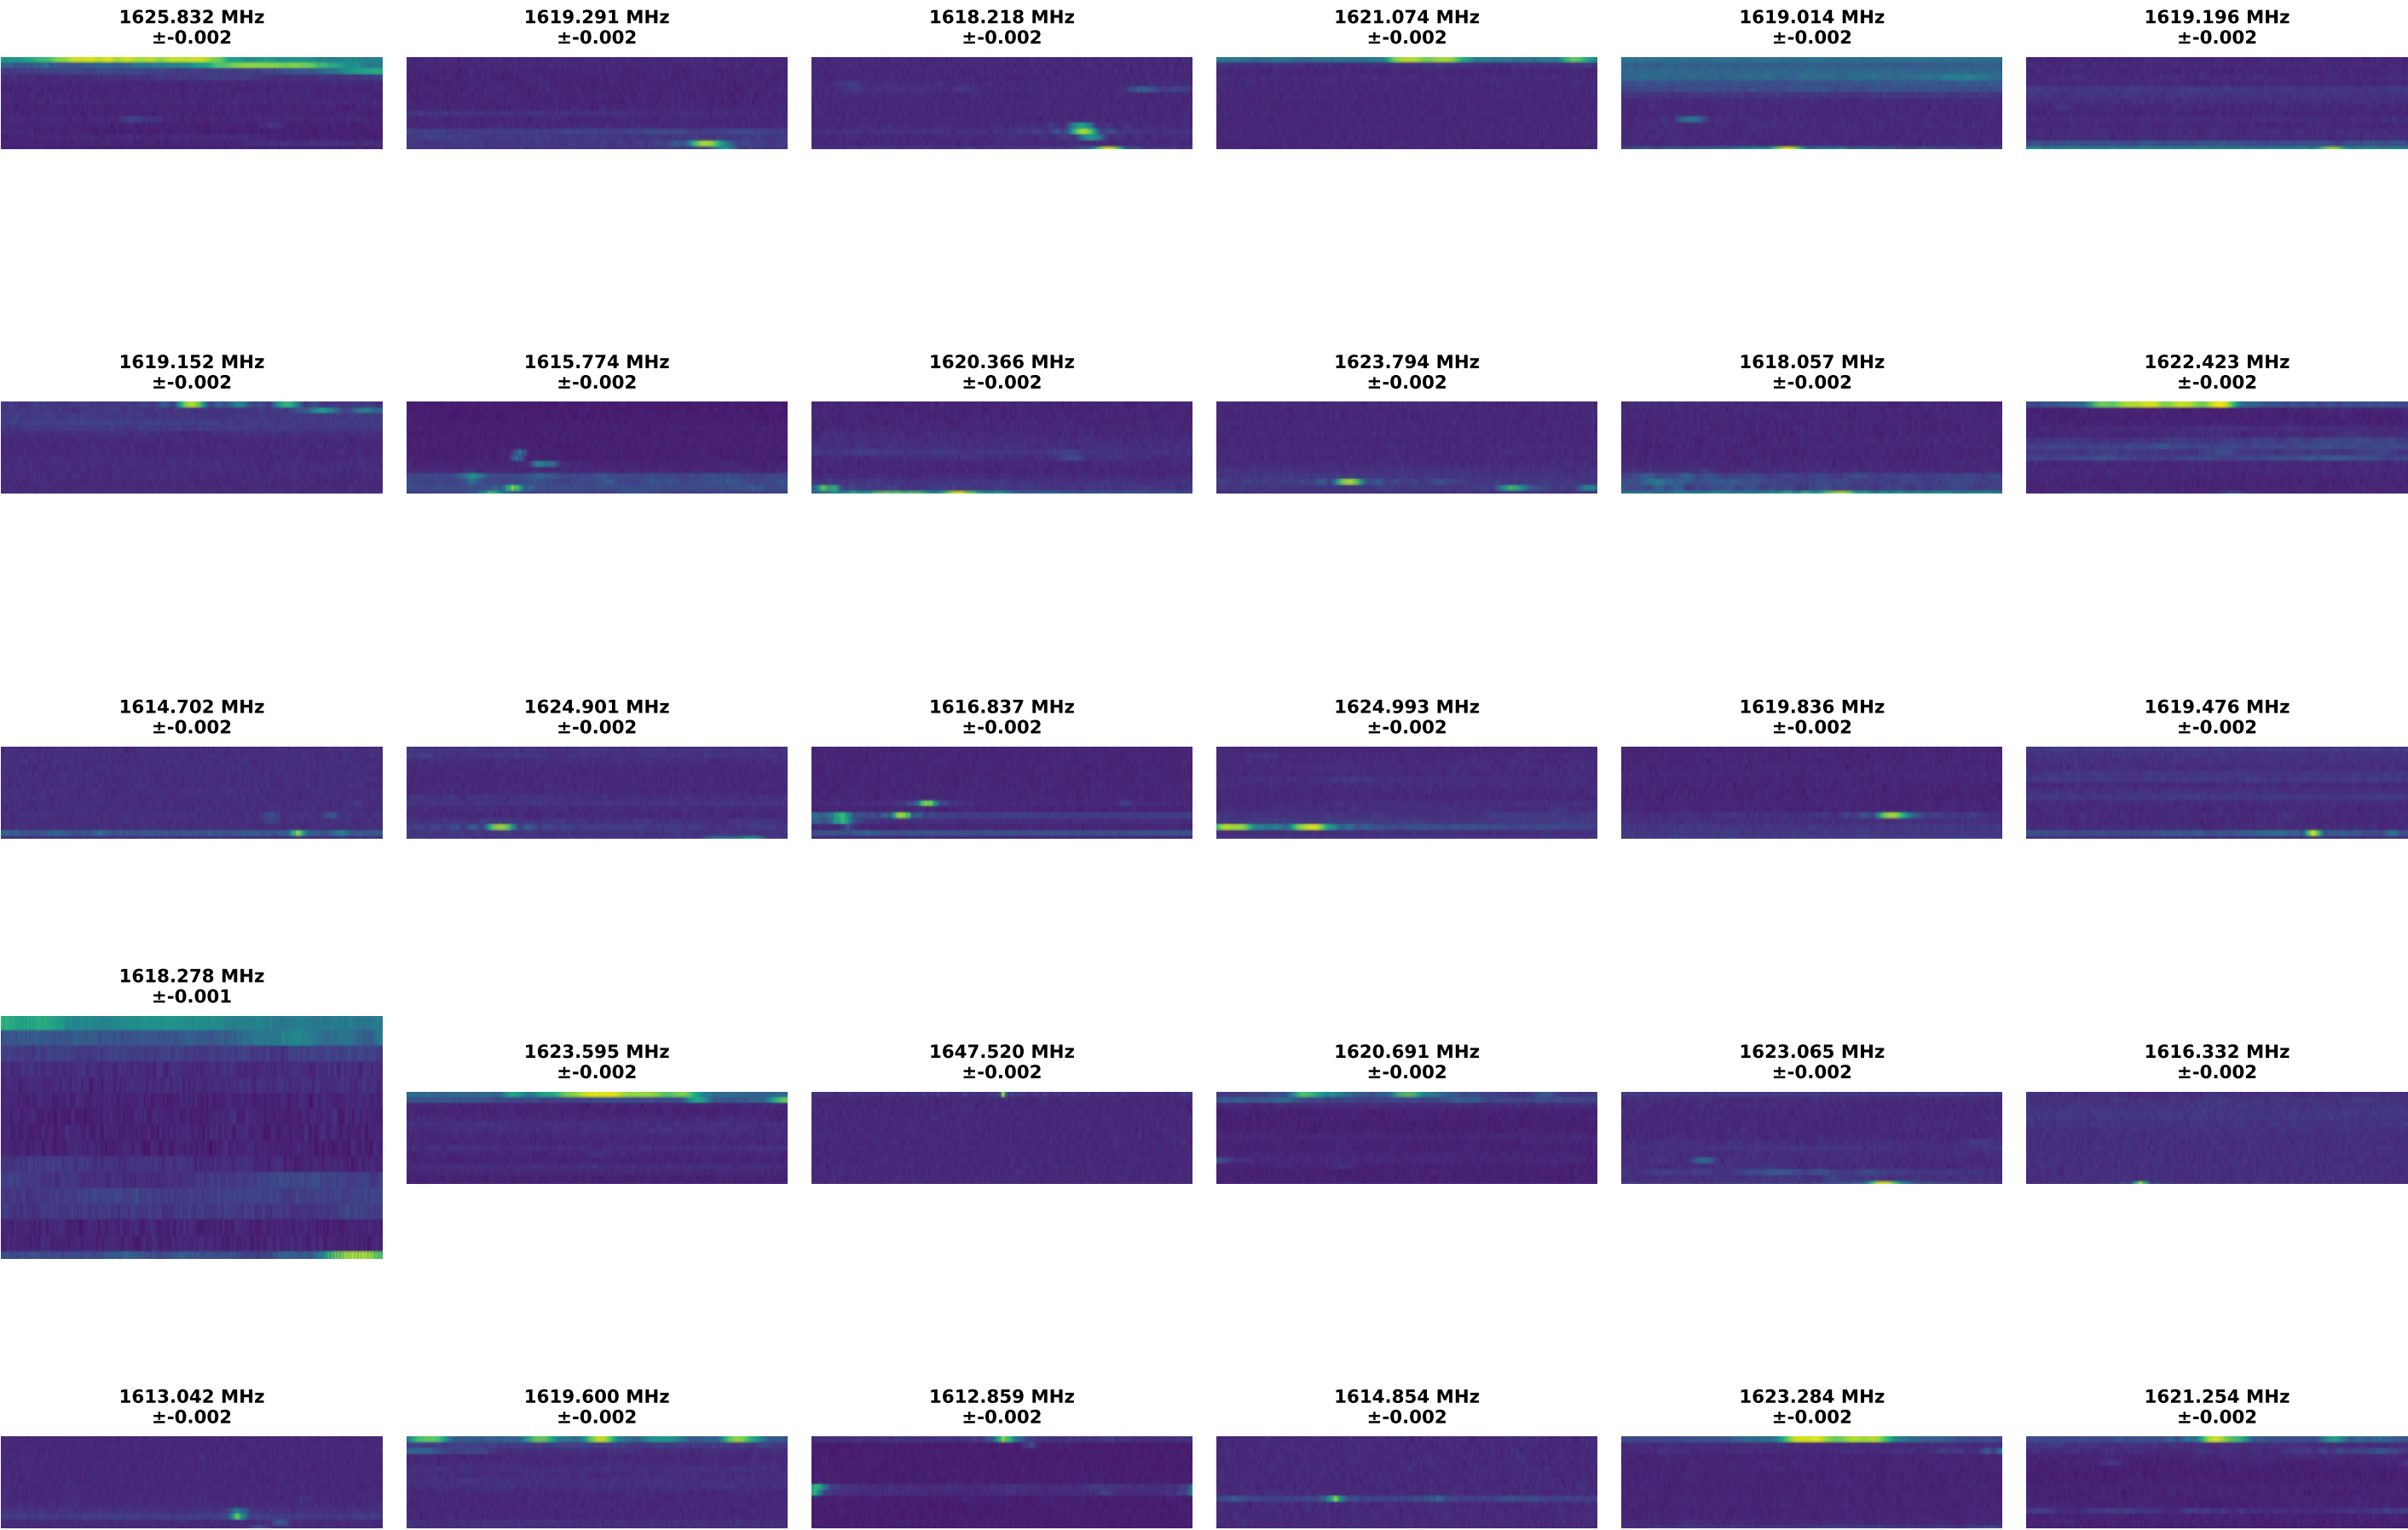 1625.832 MHz
±-0.002
1619.291 MHz
±-0.002
1618.218 MHz
±-0.002
1621.074 MHz
±-0.002
1619.014 MHz
±-0.002
1619.196 MHz
±-0.002
1619.152 MHz
±-0.002
1615.774 MHz
±-0.002
1620.366 MHz
±-0.002
1623.794 MHz
±-0.002
1618.057 MHz
±-0.002
1622.423 MHz
±-0.002
1614.702 MHz
±-0.002
1624.901 MHz
±-0.002
1616.837 MHz
±-0.002
1624.993 MHz
±-0.002
1619.836 MHz
±-0.002
1619.476 MHz
±-0.002
1618.278 MHz
±-0.001
1623.595 MHz
±-0.002
1647.520 MHz
±-0.002
1620.691 MHz
±-0.002
1623.065 MHz
±-0.002
1616.332 MHz
±-0.002
1613.042 MHz
±-0.002
1619.600 MHz
±-0.002
1612.859 MHz
±-0.002
1614.854 MHz
±-0.002
1623.284 MHz
±-0.002
1621.254 MHz
±-0.002